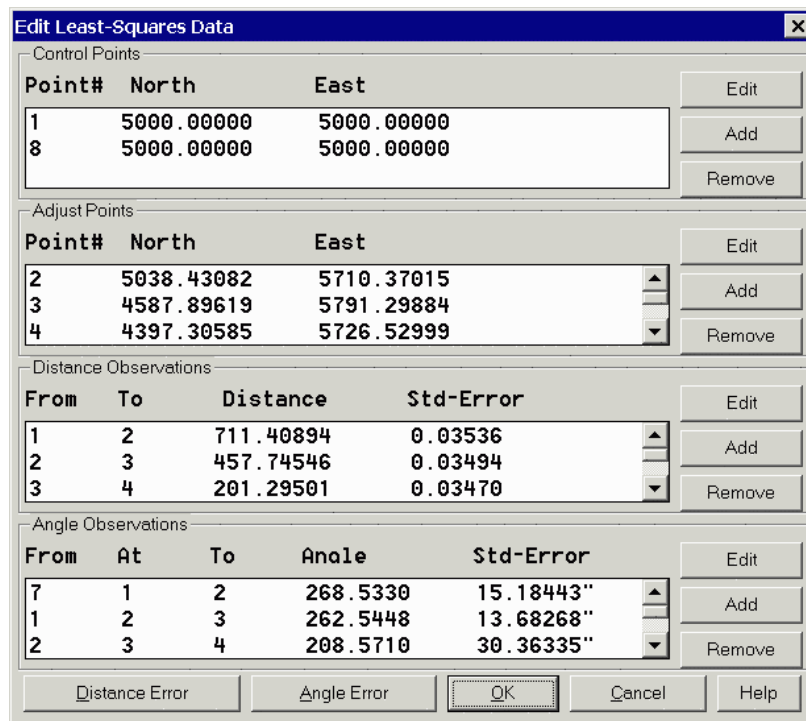 Edit Least-Squares Data
Control Points
Point# North East
1 5000.00000 5000.00000
8 5000.00000 5000.00000
Edit
Add
Remove
Adjust Points
Point# North East
2 5038.43082 5710.37015
3 4587.89619 5791.29884
4 4397.30585 5726.52999
Edit
Add
Remove
Distance Observations
From To Distance Std-Error
1 2 711.40894 0.03536
2 3 457.74546 0.03494
3 4 201.29501 0.03470
Edit
Add
Remove
Angle Observations
From At To Angle Std-Error
7 1 2 268.5330 15.18443"
1 2 3 262.5448 13.68268"
2 3 4 208.5710 30.36335"
Edit
Add
Remove
Distance Error Angle Error OK Cancel Help